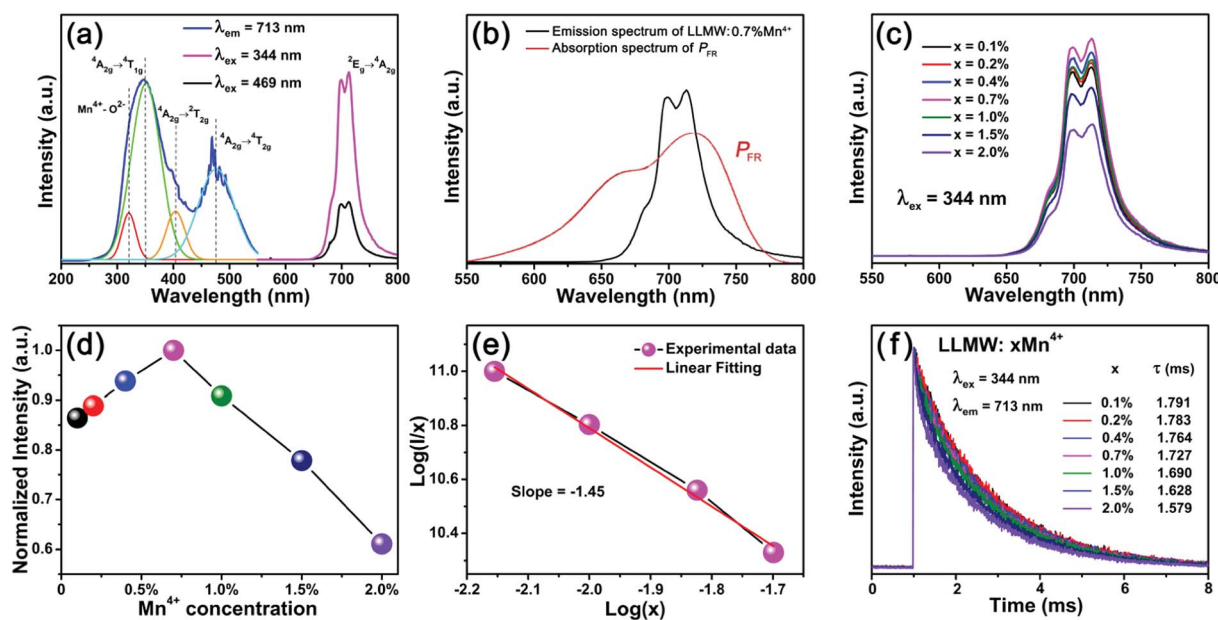 (a)
λem = 713 nm
λex = 344 nm
λex = 469 nm
⁴A2g→⁴T1g
Mn⁴⁺- O²⁻
⁴A2g→²T2g
⁴A2g→⁴T2g
²Eg→⁴A2g
Intensity (a.u.)
200 300 400 500 600 700 800
Wavelength (nm)
(b)
Emission spectrum of LLMW: 0.7%Mn⁴⁺
Absorption spectrum of PFR
PFR
Intensity (a.u.)
550 600 650 700 750 800
Wavelength (nm)
(c)
x = 0.1%
x = 0.2%
x = 0.4%
x = 0.7%
x = 1.0%
x = 1.5%
x = 2.0%
λex = 344 nm
Intensity (a.u.)
550 600 650 700 750 800
Wavelength (nm)
(d)
Normalized Intensity (a.u.)
1.0
0.9
0.8
0.7
0.6
0 0.5% 1.0% 1.5% 2.0%
Mn⁴⁺ concentration
(e)
Experimental data
Linear Fitting
Slope = -1.45
Log(I/x)
11.0
10.8
10.6
10.4
-2.2 -2.1 -2.0 -1.9 -1.8 -1.7
Log(x)
(f)
LLMW: xMn⁴⁺
λex = 344 nm
λem = 713 nm
x τ (ms)
0.1% 1.791
0.2% 1.783
0.4% 1.764
0.7% 1.727
1.0% 1.690
1.5% 1.628
2.0% 1.579
Intensity (a.u.)
0 2 4 6 8
Time (ms)